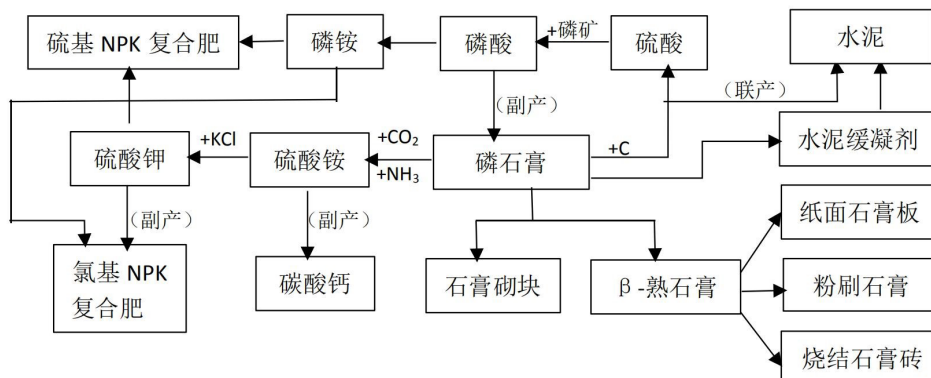 硫基 NPK 复合肥
磷铵
磷酸
+磷矿
硫酸
水泥
（副产）
（联产）
硫酸钾
+KCl
硫酸铵
+CO₂
+NH₃
磷石膏
+C
水泥缓凝剂
（副产）
（副产）
纸面石膏板
氯基 NPK
复合肥
碳酸钙
石膏砌块
β-熟石膏
粉刷石膏
烧结石膏砖